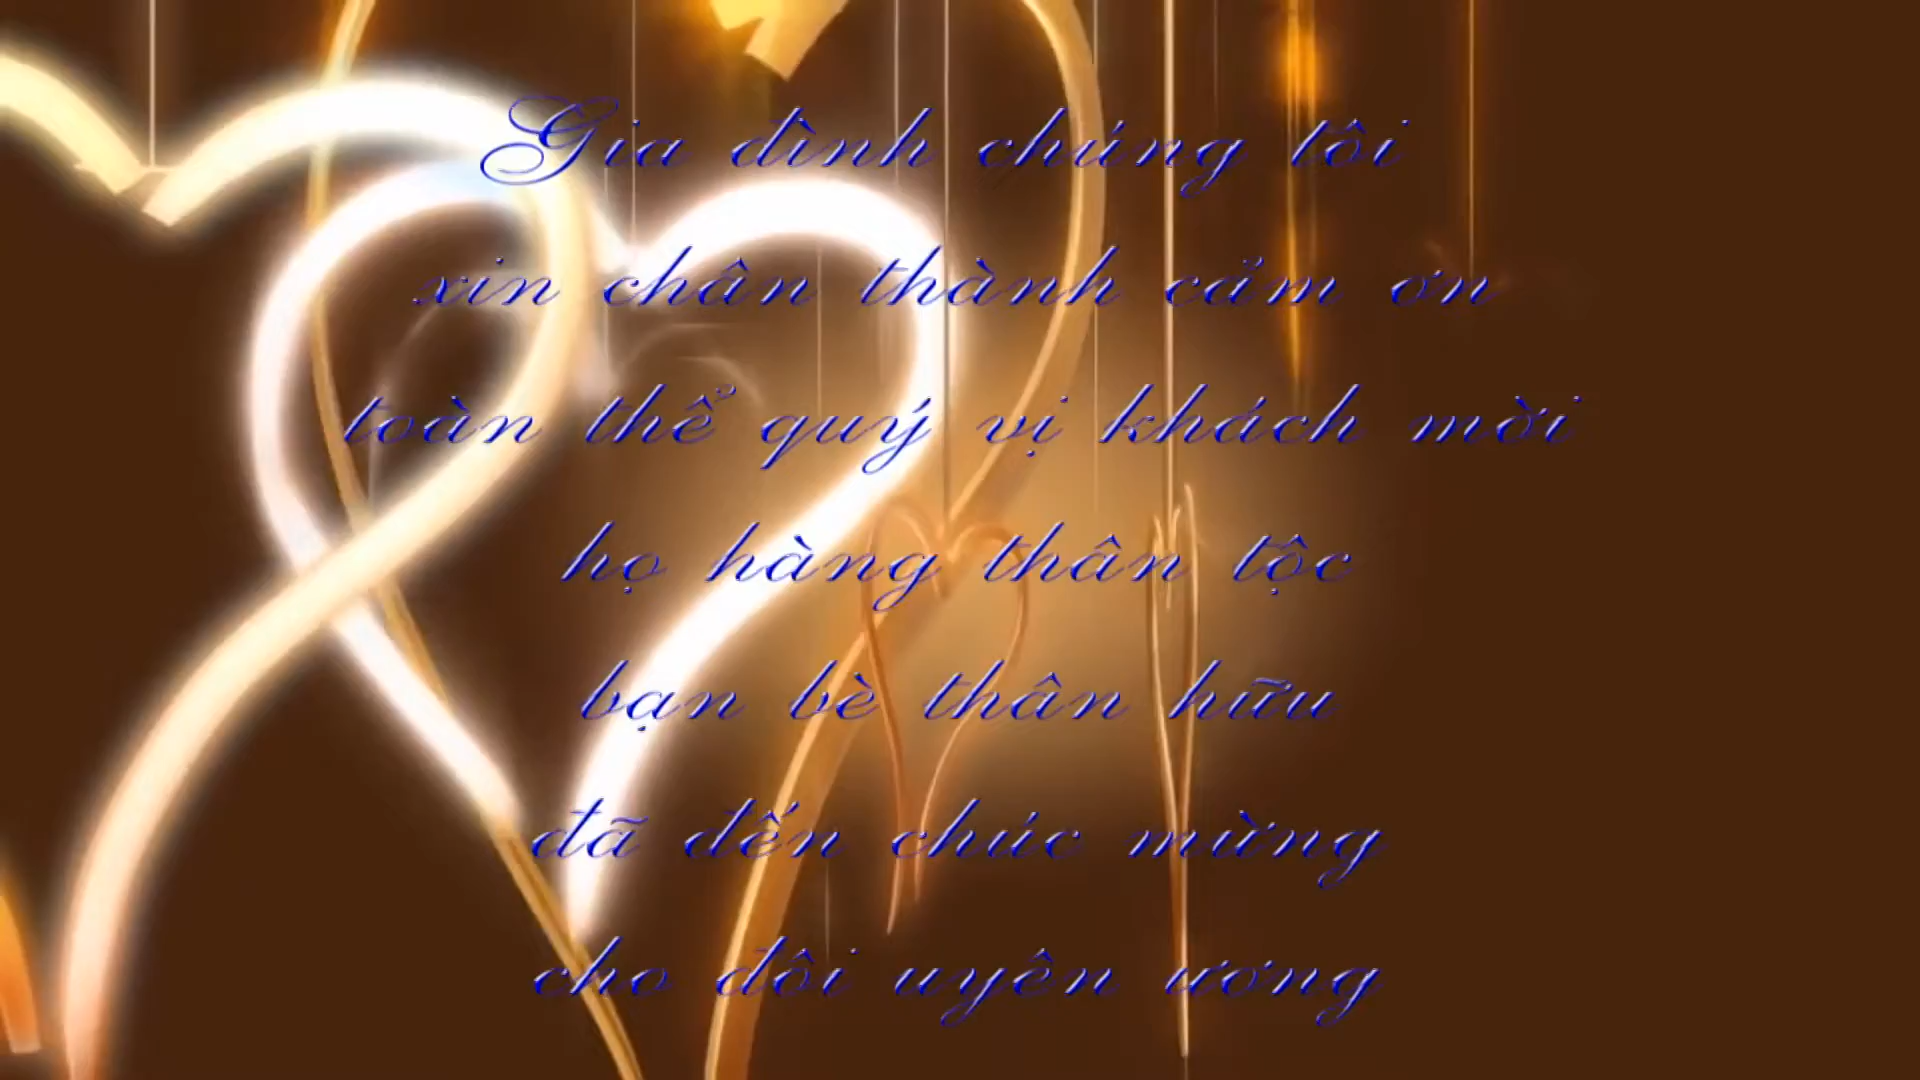 Gia đình chúng tôi
xin chân thành cảm ơn
toàn thể quý vị khách mời
họ hàng thân tộc
bạn bè thân hữu
đã đến chúc mừng
cho đôi uyên ương